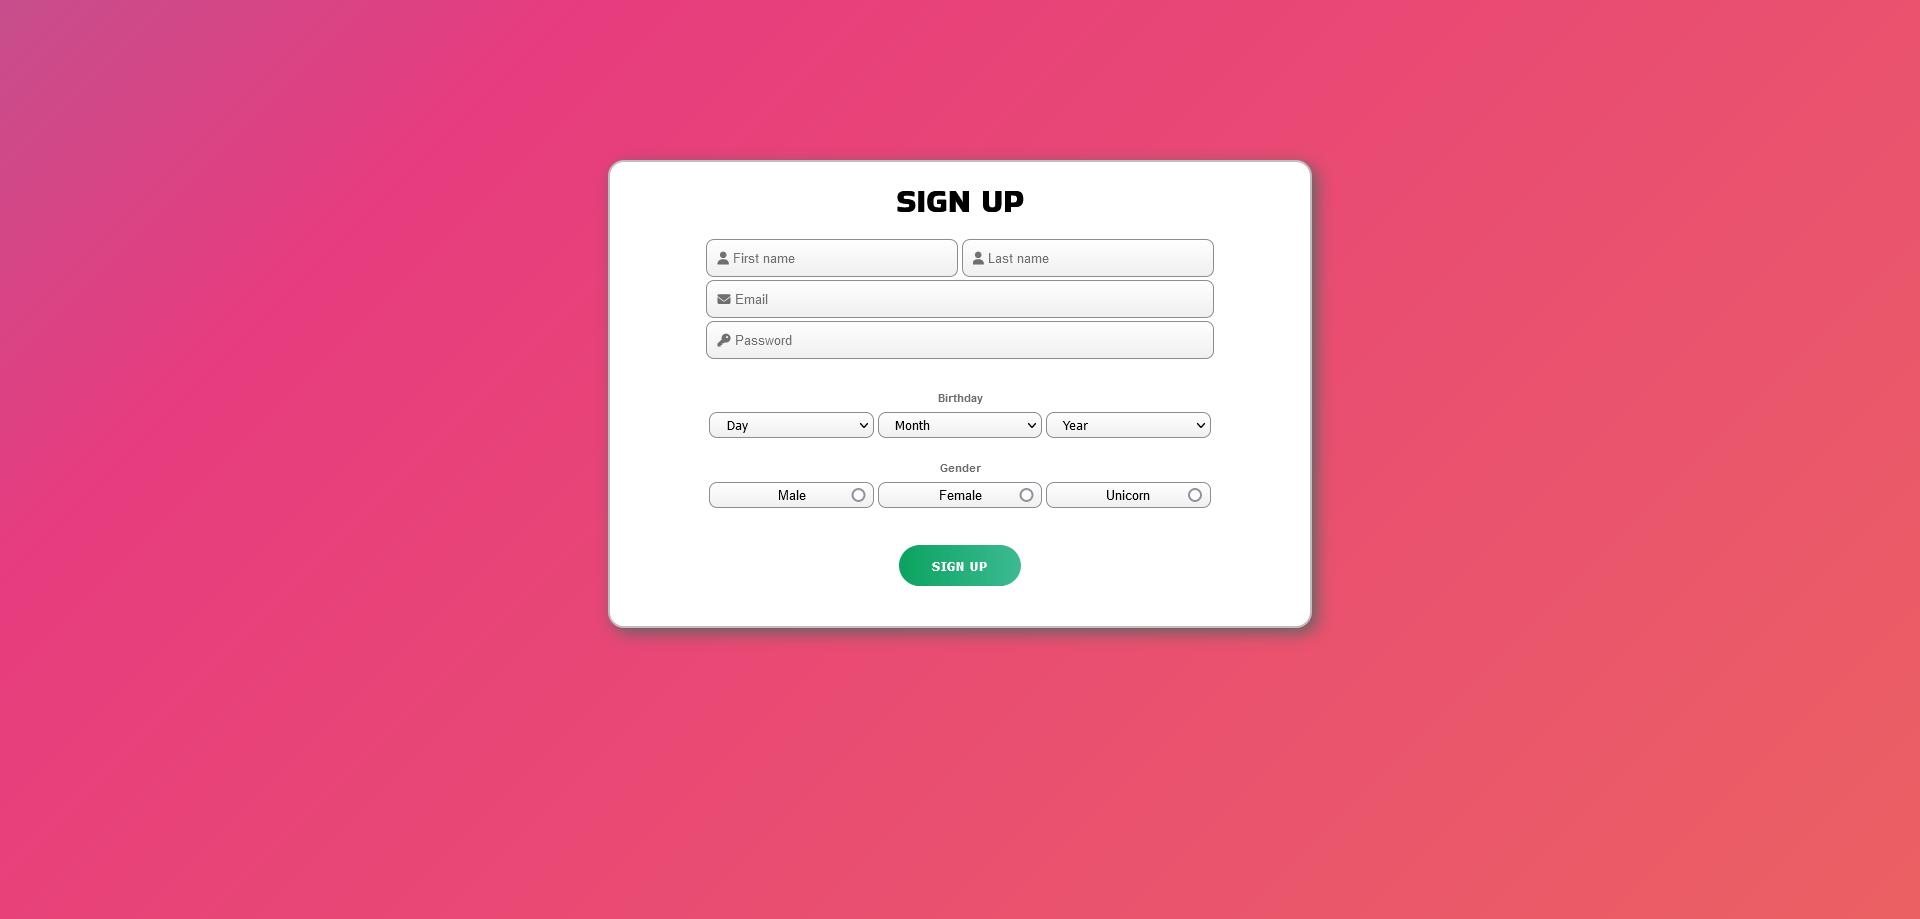 SIGN UP
First name Last name
Email
Password
Birthday
Day Month Year
Gender
Male Female Unicorn
SIGN UP